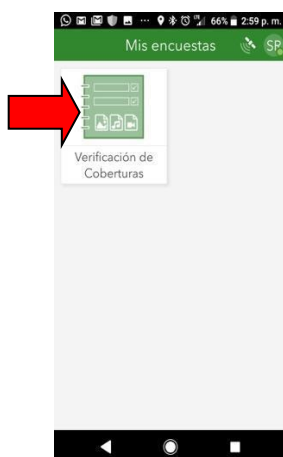 66% 2:59 p. m.
Mis encuestas SP
Verificación de
Coberturas